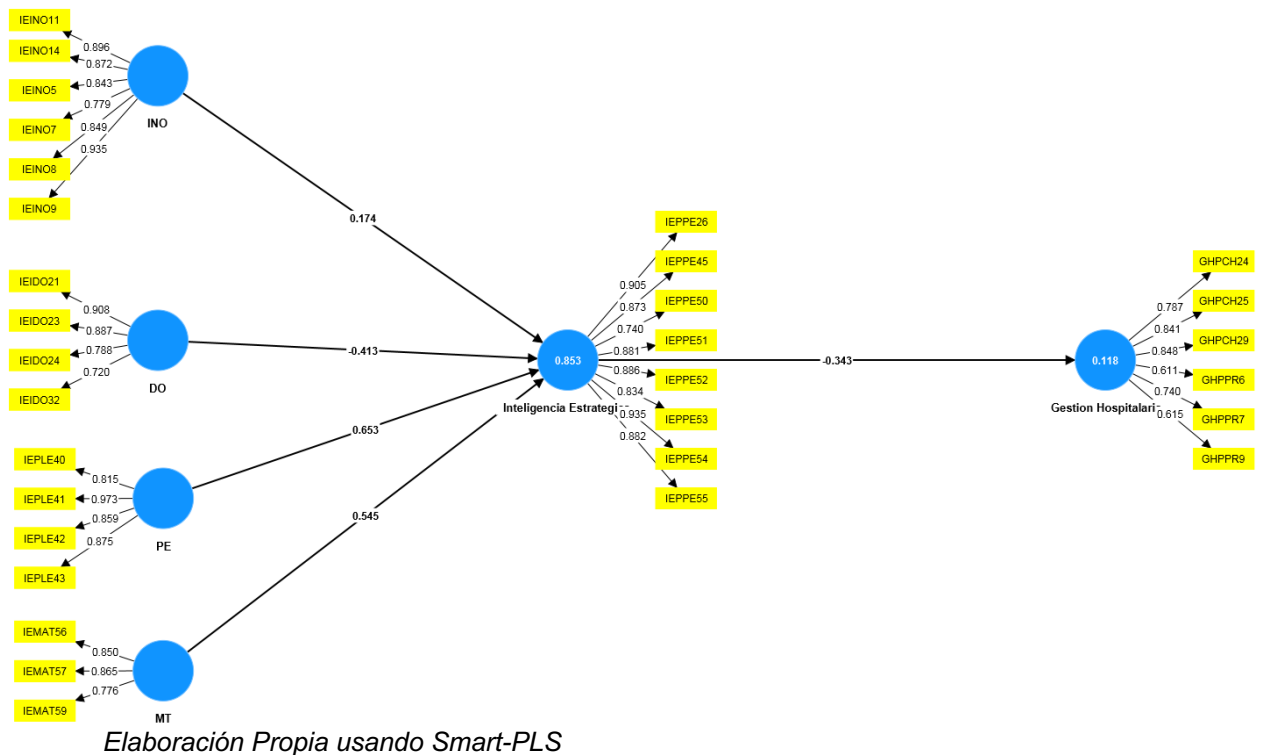 IEINO11
IEINO14
IEINO5
IEINO7
IEINO8
IEINO9
0.896
0.872
0.843
0.779
0.849
0.935
INO
0.174
IEIDO21
IEIDO23
IEIDO24
IEIDO32
0.908
0.887
0.788
0.720
DO
-0.413
IEPLE40
IEPLE41
IEPLE42
IEPLE43
0.815
0.973
0.859
0.875
PE
0.653
IEMAT56
IEMAT57
IEMAT59
0.850
0.865
0.776
MT
0.545
0.853
Inteligencia Estrategi
IEPPE26
IEPPE45
IEPPE50
IEPPE51
IEPPE52
IEPPE53
IEPPE54
IEPPE55
0.905
0.873
0.740
0.881
0.886
0.834
0.935
0.882
-0.343
0.118
Gestion Hospitalari
GHPCH24
GHPCH25
GHPCH29
GHPPR6
GHPPR7
GHPPR9
0.787
0.841
0.848
0.611
0.740
0.615
Elaboración Propia usando Smart-PLS